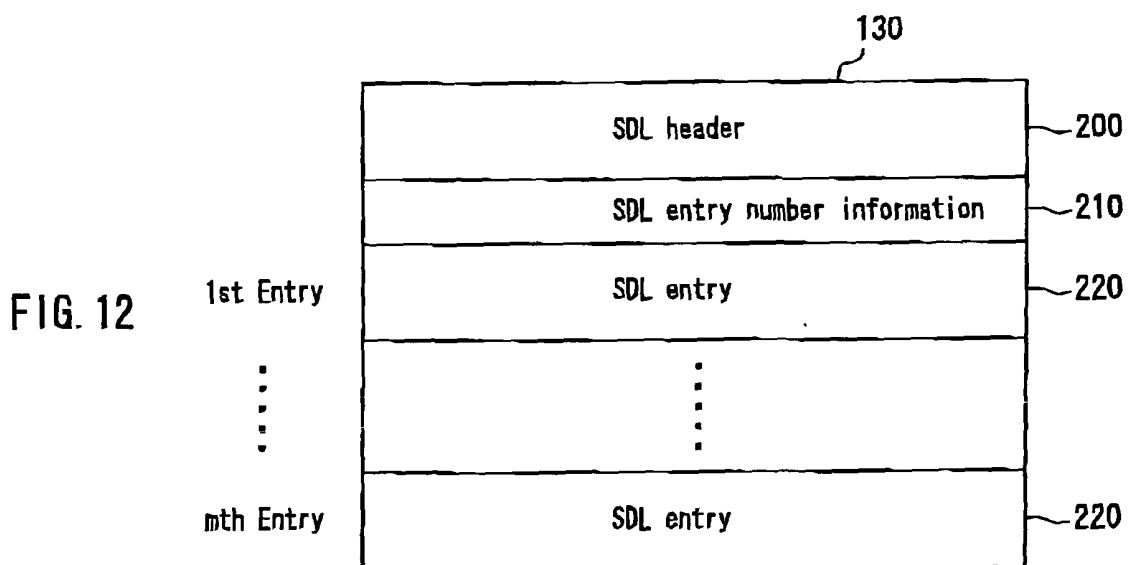 130
SDL header 200
SDL entry number information 210
FIG. 12 1st Entry SDL entry 220
mth Entry SDL entry 220